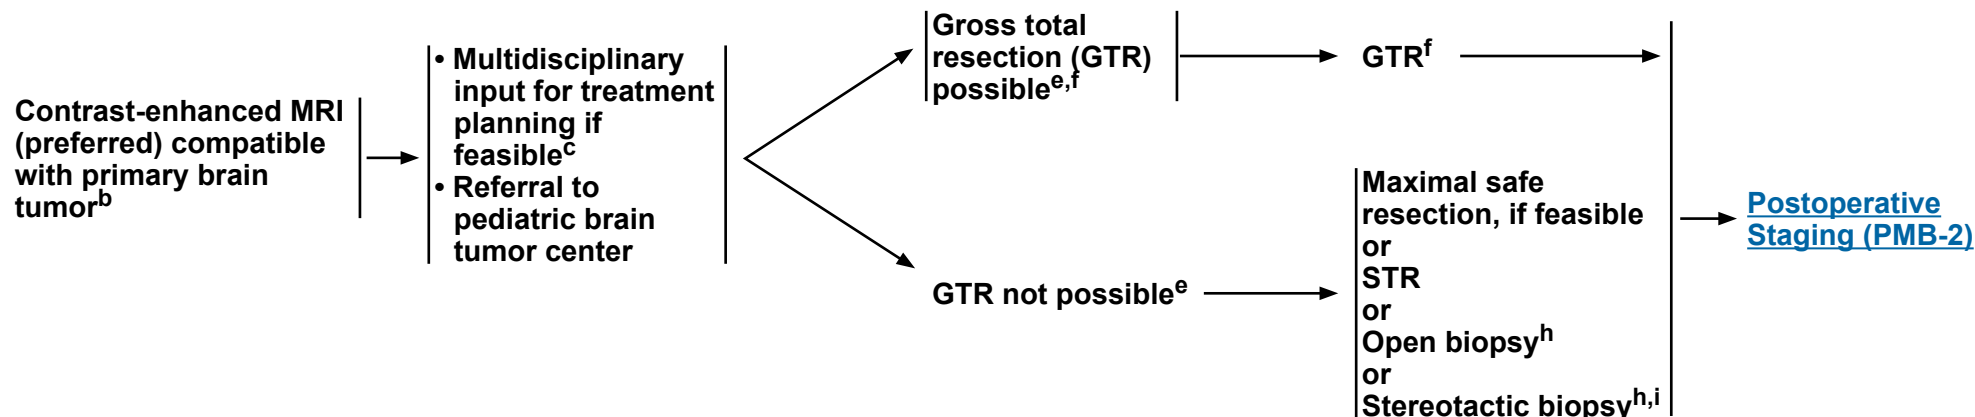 Contrast-enhanced MRI
(preferred) compatible
with primary brain
tumorᵇ
• Multidisciplinary
input for treatment
planning if
feasibleᶜ
• Referral to
pediatric brain
tumor center
Gross total
resection (GTR)
possibleᵉ,ᶠ
GTRᶠ
GTR not possibleᵉ
Maximal safe
resection, if feasible
or
STR
or
Open biopsyʰ
or
Stereotactic biopsyʰ,ⁱ
Postoperative
Staging (PMB-2)